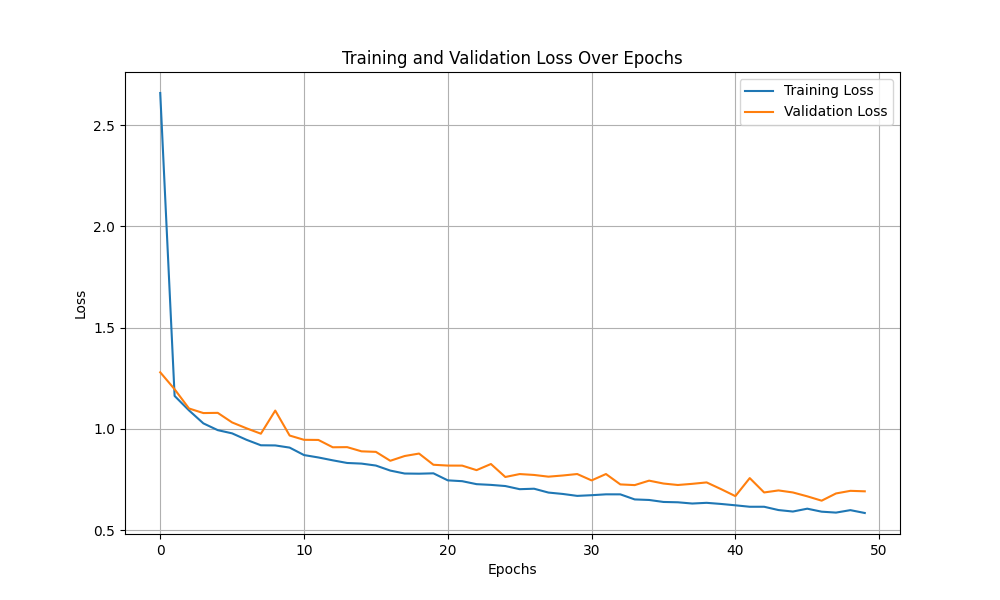 Training and Validation Loss Over Epochs
Training Loss
Validation Loss
2.5
2.0
1.5
1.0
0.5
Loss
0 10 20 30 40 50
Epochs